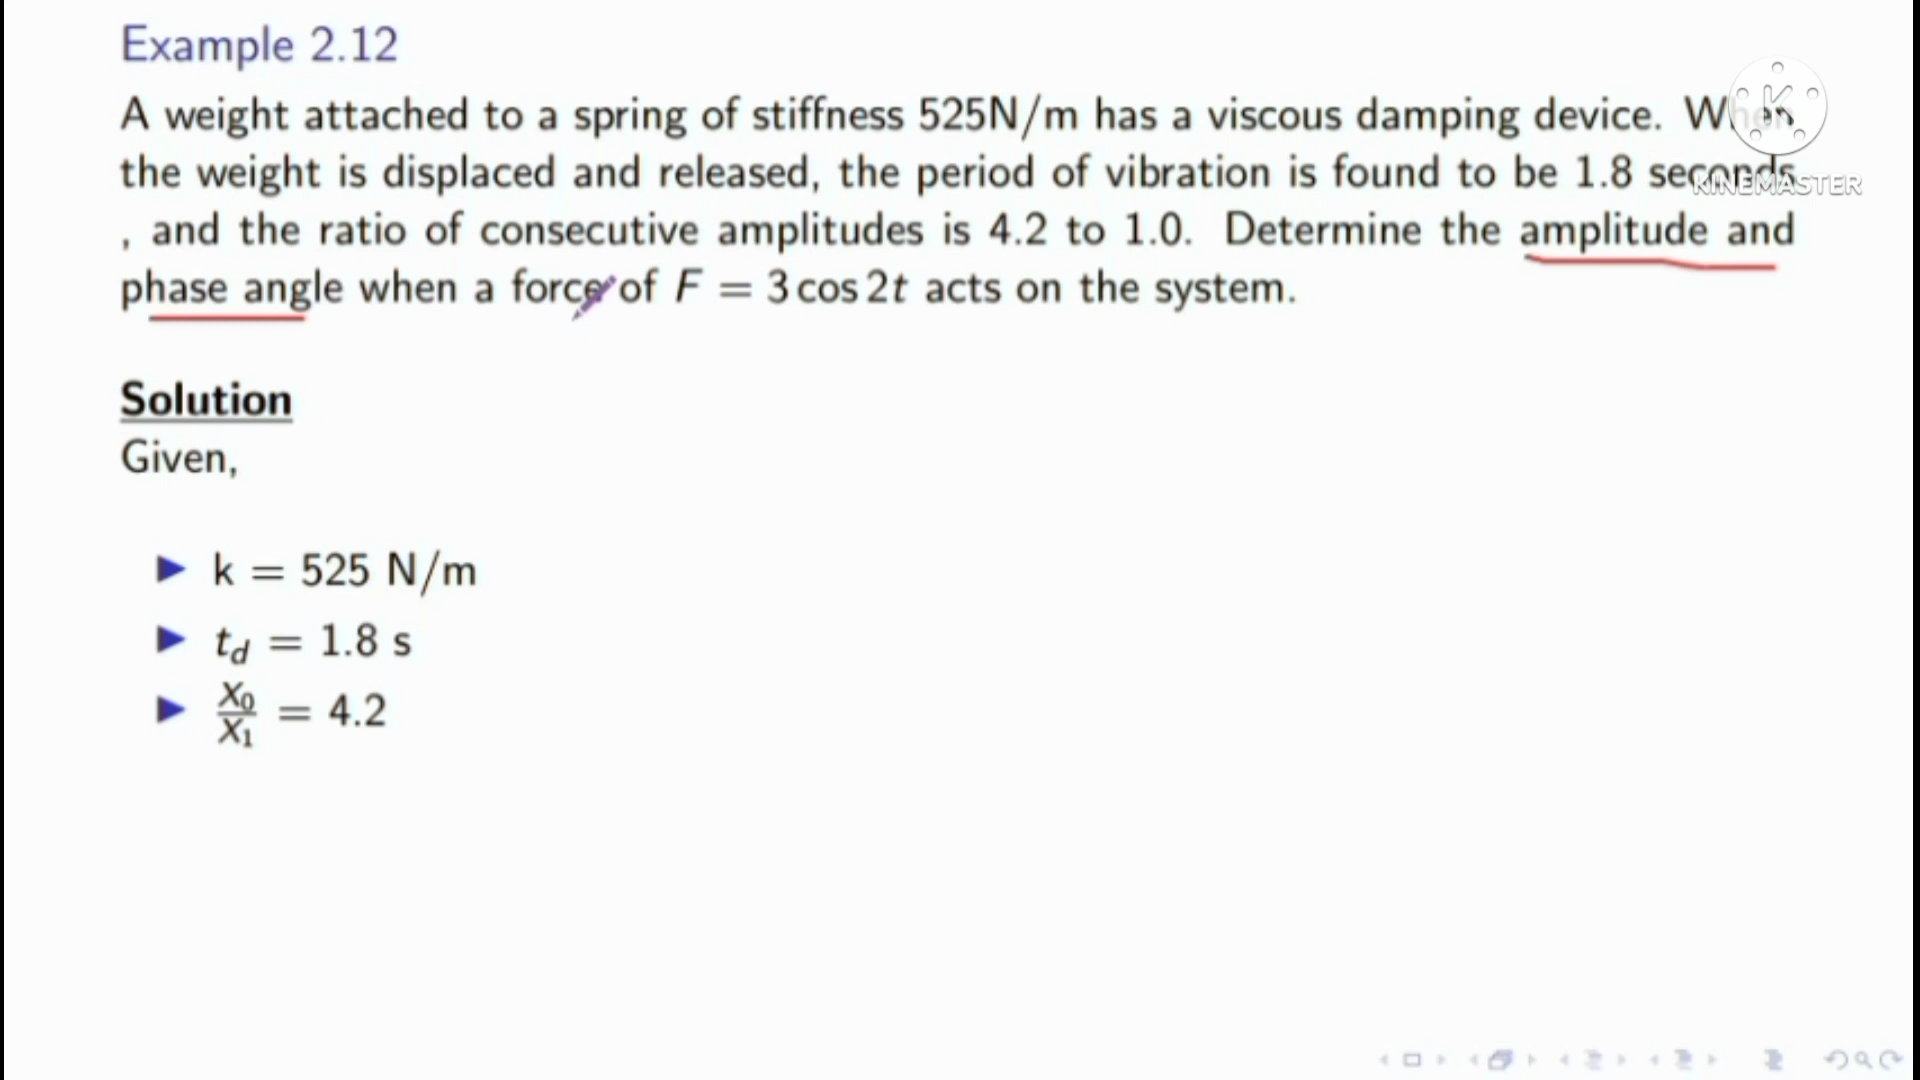 Example 2.12
A weight attached to a spring of stiffness 525N/m has a viscous damping device. When
the weight is displaced and released, the period of vibration is found to be 1.8 seconds
, and the ratio of consecutive amplitudes is 4.2 to 1.0. Determine the amplitude and
phase angle when a force of F = 3 cos 2t acts on the system.
KINEMASTER
Solution
Given,
▶ k = 525 N/m
▶ t_d = 1.8 s
▶ X₀/X₁ = 4.2